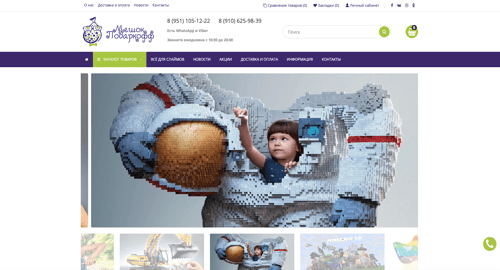 О нас Доставка и оплата Новости Контакты
Сравнение товаров (0) Закладки (0) Личный кабинет
Мешок Подарков
8 (951) 105-12-22 8 (910) 625-98-39
Есть WhatsApp и Viber
Звоните ежедневно с 10:00 до 20:00
Поиск
0
КАТАЛОГ ТОВАРОВ ВСЁ ДЛЯ СЛАЙМОВ НОВОСТИ АКЦИИ ДОСТАВКА И ОПЛАТА ИНФОРМАЦИЯ КОНТАКТЫ